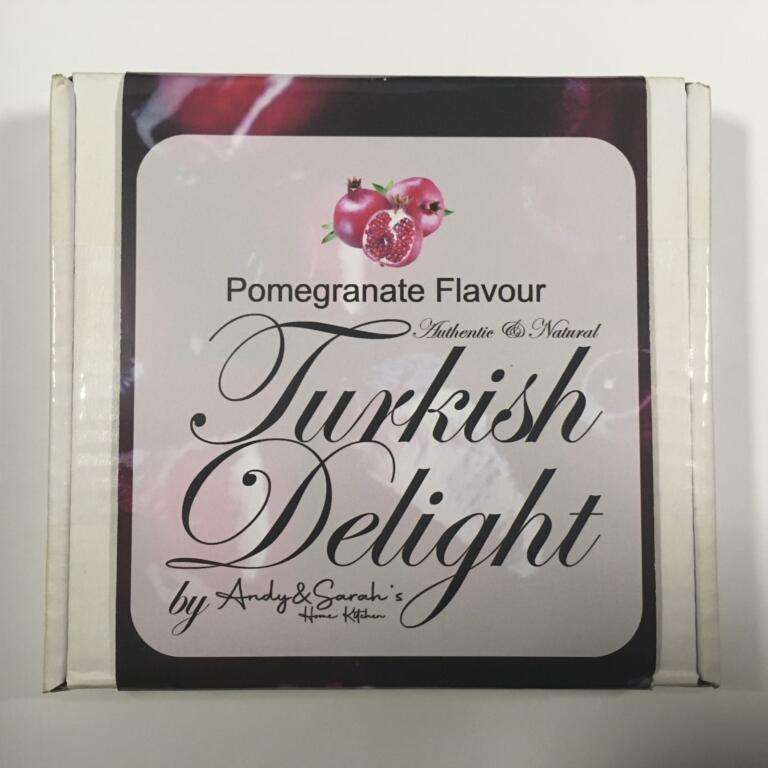 Pomegranate Flavour
Authentic & Natural
Turkish
Delight
by Andy&Sarah's
Home Kitchen